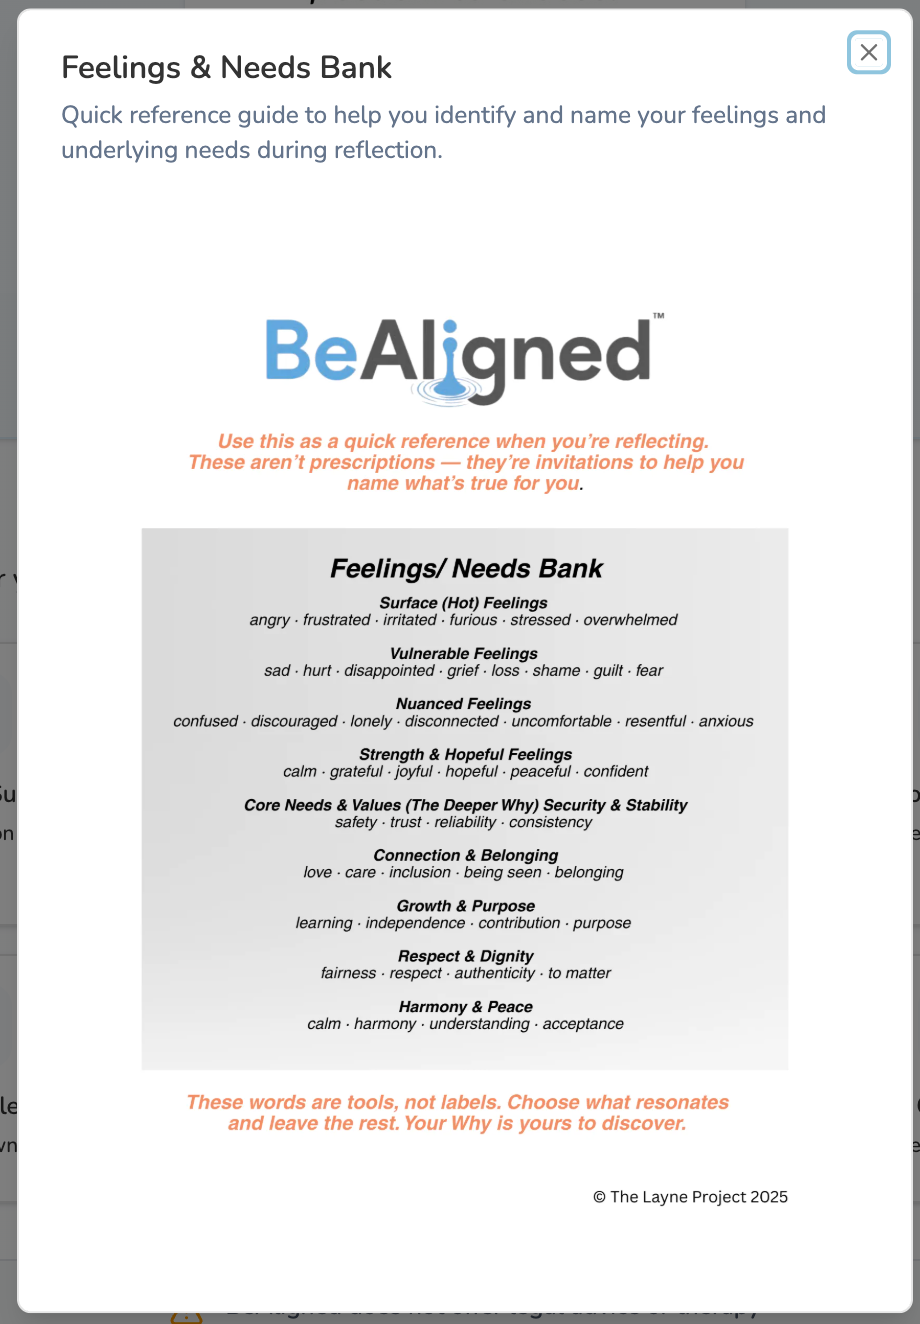 Feelings & Needs Bank
Quick reference guide to help you identify and name your feelings and
underlying needs during reflection.
BeAligned™
Use this as a quick reference when you’re reflecting.
These aren’t prescriptions — they’re invitations to help you
name what’s true for you.
Feelings/ Needs Bank
Surface (Hot) Feelings
angry · frustrated · irritated · furious · stressed · overwhelmed
Vulnerable Feelings
sad · hurt · disappointed · grief · loss · shame · guilt · fear
Nuanced Feelings
confused · discouraged · lonely · disconnected · uncomfortable · resentful · anxious
Strength & Hopeful Feelings
calm · grateful · joyful · hopeful · peaceful · confident
Core Needs & Values (The Deeper Why) Security & Stability
safety · trust · reliability · consistency
Connection & Belonging
love · care · inclusion · being seen · belonging
Growth & Purpose
learning · independence · contribution · purpose
Respect & Dignity
fairness · respect · authenticity · to matter
Harmony & Peace
calm · harmony · understanding · acceptance
These words are tools, not labels. Choose what resonates
and leave the rest. Your Why is yours to discover.
© The Layne Project 2025